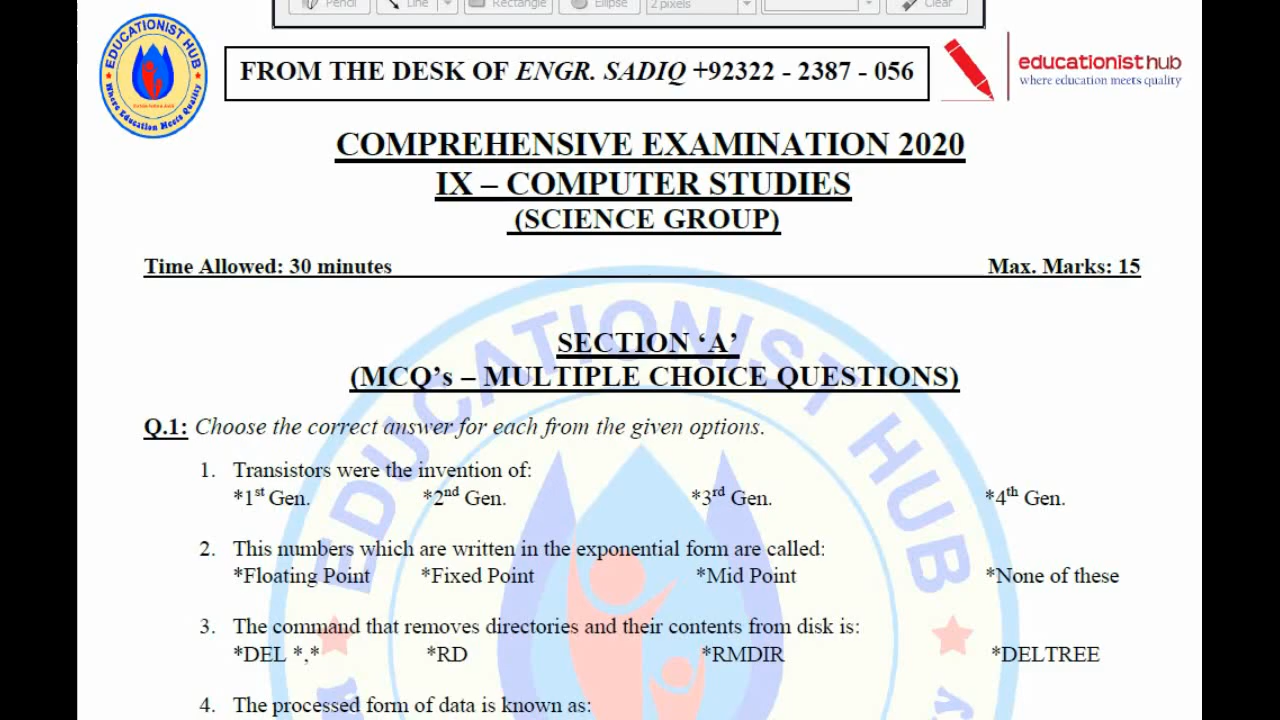 Pencil Line Rectangle Ellipse 2 pixels Clear
EDUCATIONIST HUB
Where Education Meets Quality
FROM THE DESK OF ENGR. SADIQ +92322 - 2387 - 056
educationisthub
where education meets quality
COMPREHENSIVE EXAMINATION 2020
IX – COMPUTER STUDIES
(SCIENCE GROUP)
Time Allowed: 30 minutes Max. Marks: 15
SECTION ‘A’
(MCQ’s – MULTIPLE CHOICE QUESTIONS)
Q.1: Choose the correct answer for each from the given options.
1. Transistors were the invention of:
*1st Gen. *2nd Gen. *3rd Gen. *4th Gen.
2. This numbers which are written in the exponential form are called:
*Floating Point *Fixed Point *Mid Point *None of these
3. The command that removes directories and their contents from disk is:
*DEL *,* *RD *RMDIR *DELTREE
4. The processed form of data is known as:
EDUCATIONIST HUB